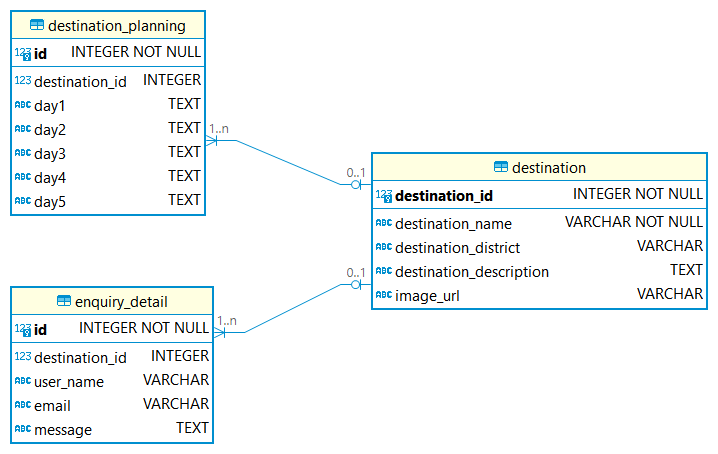 destination_planning
123 id INTEGER NOT NULL
123 destination_id INTEGER
ABC day1 TEXT
ABC day2 TEXT
ABC day3 TEXT
ABC day4 TEXT
ABC day5 TEXT
1..n
0..1
destination
123 destination_id INTEGER NOT NULL
ABC destination_name VARCHAR NOT NULL
ABC destination_district VARCHAR
ABC destination_description TEXT
ABC image_url VARCHAR
0..1
1..n
enquiry_detail
123 id INTEGER NOT NULL
123 destination_id INTEGER
ABC user_name VARCHAR
ABC email VARCHAR
ABC message TEXT